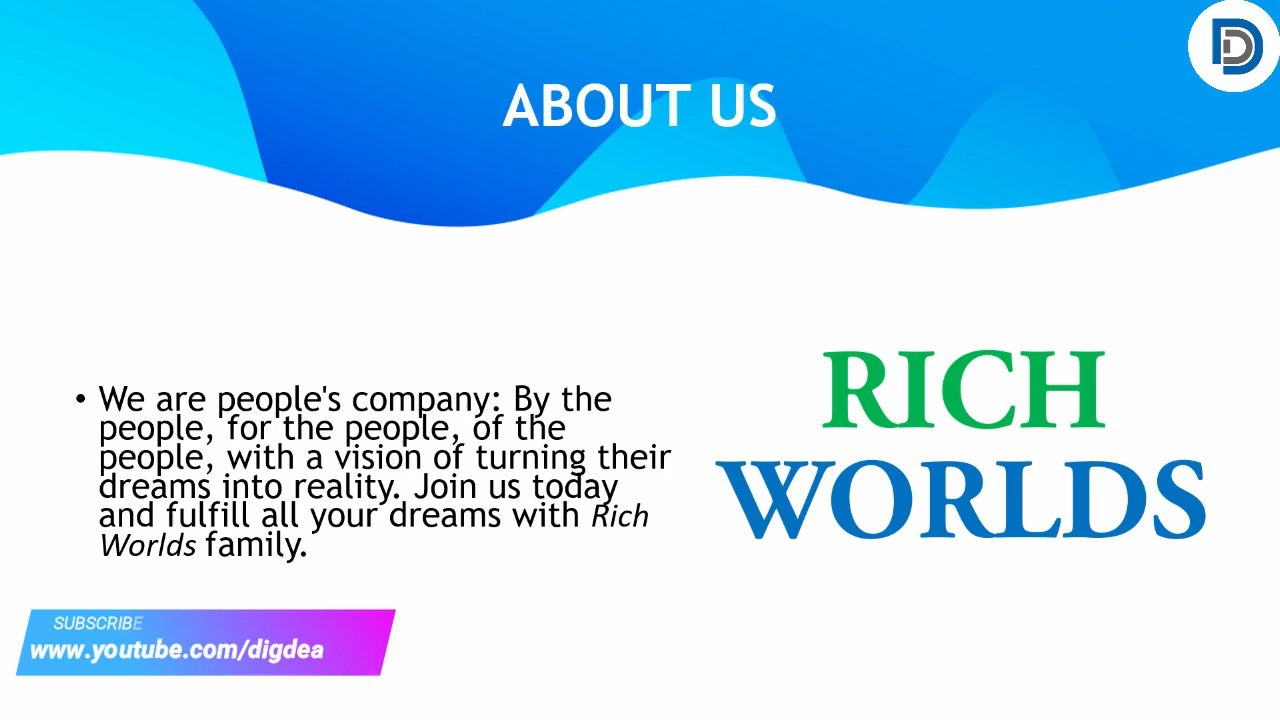 ABOUT US
• We are people's company: By the
people, for the people, of the
people, with a vision of turning their
dreams into reality. Join us today
and fulfill all your dreams with Rich
Worlds family.
RICH
WORLDS
SUBSCRIBE
www.youtube.com/digdea